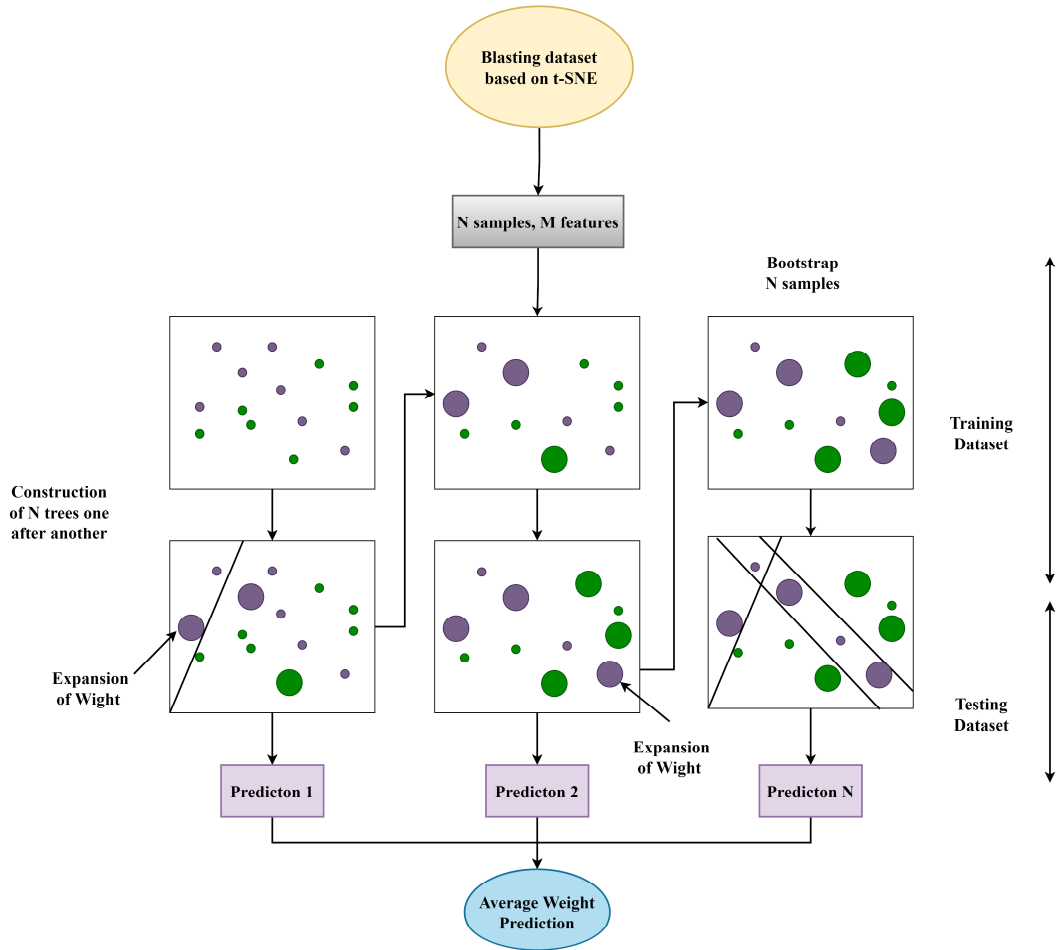 Blasting dataset
based on t-SNE
N samples, M features
Bootstrap
N samples
Training
Dataset
Construction
of N trees one
after another
Expansion
of Wight
Testing
Dataset
Expansion
of Wight
Predicton 1
Predicton 2
Predicton N
Average Weight
Prediction